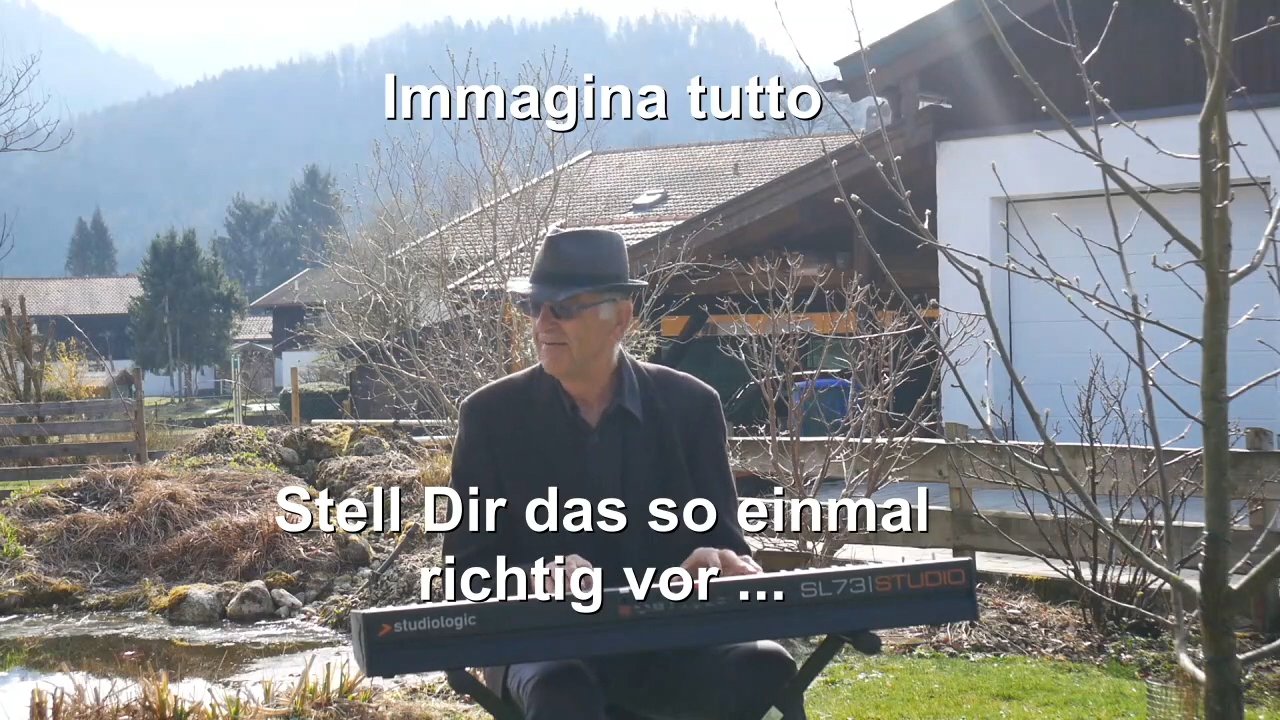 Immagina tutto
Stell Dir das so einmal
richtig vor ...
studiologic
SL73|STUDIO